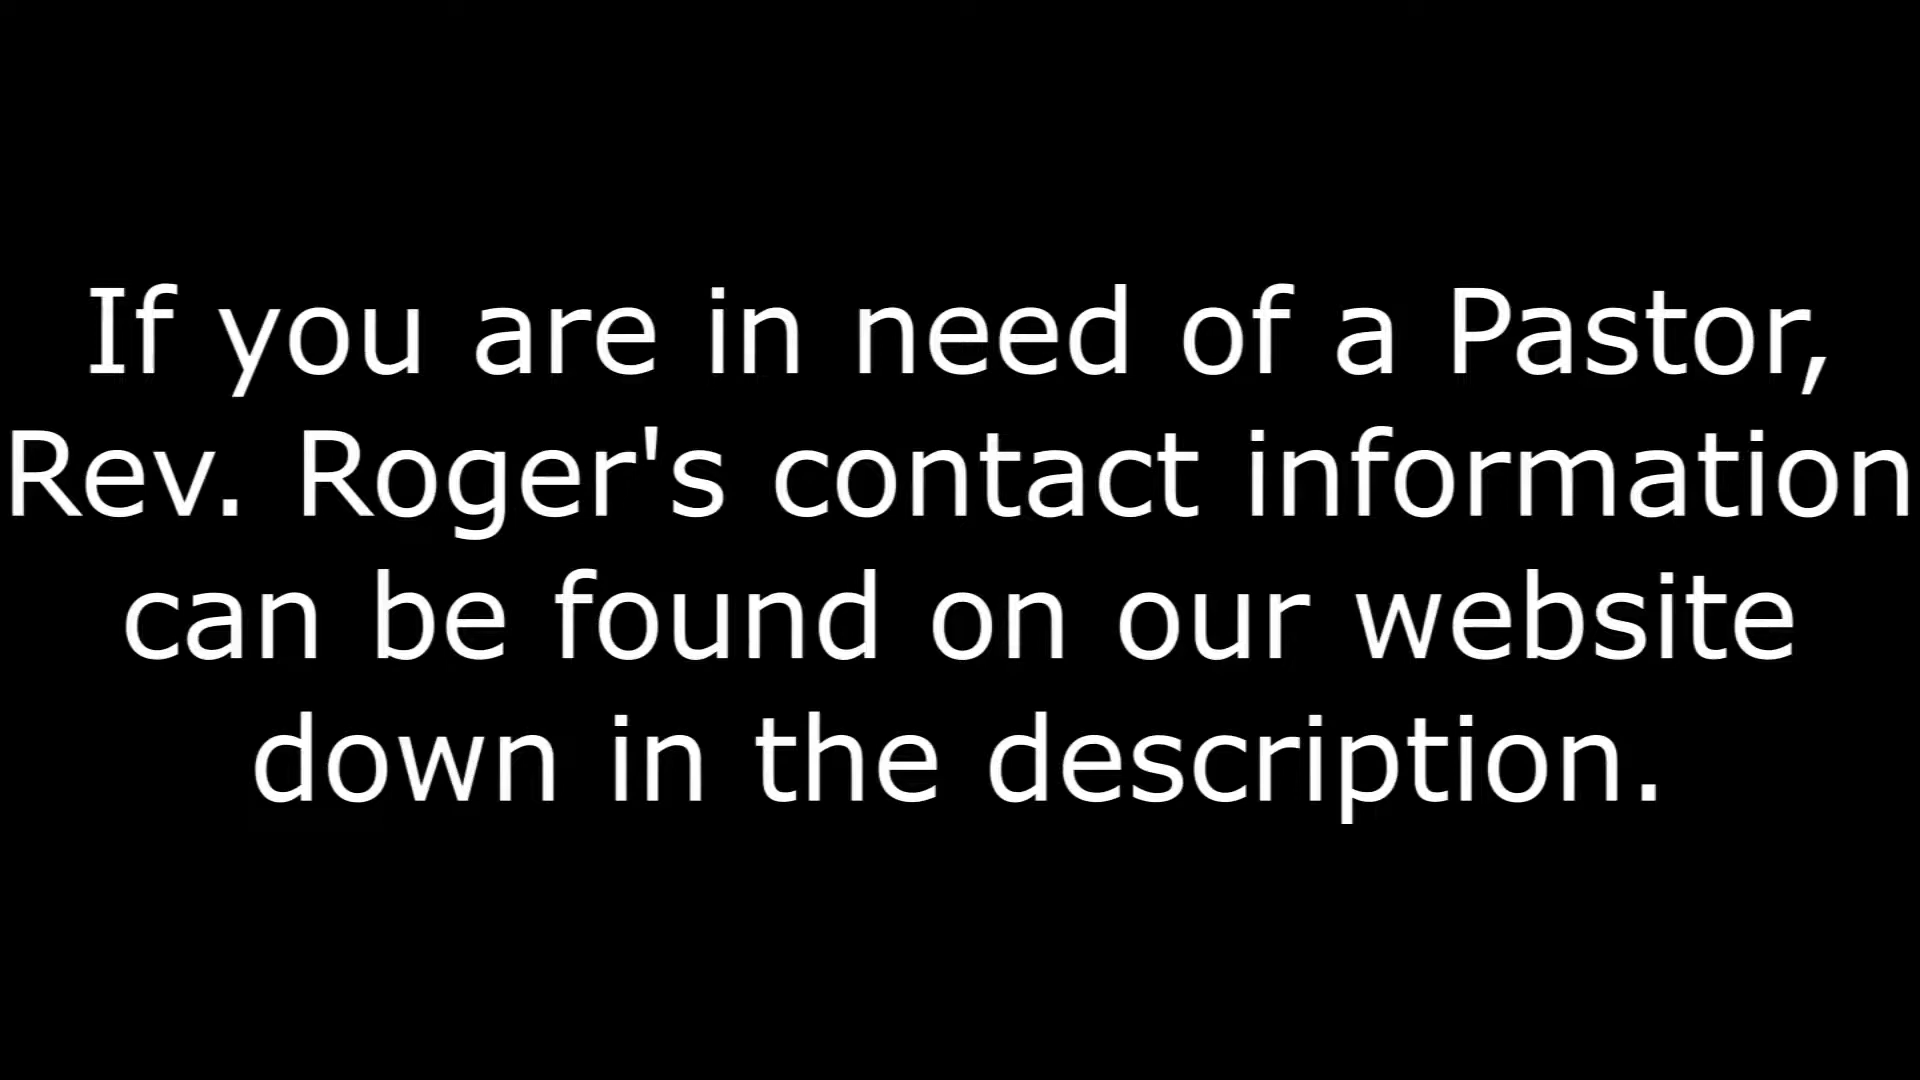 If you are in need of a Pastor,
Rev. Roger's contact information
can be found on our website
down in the description.